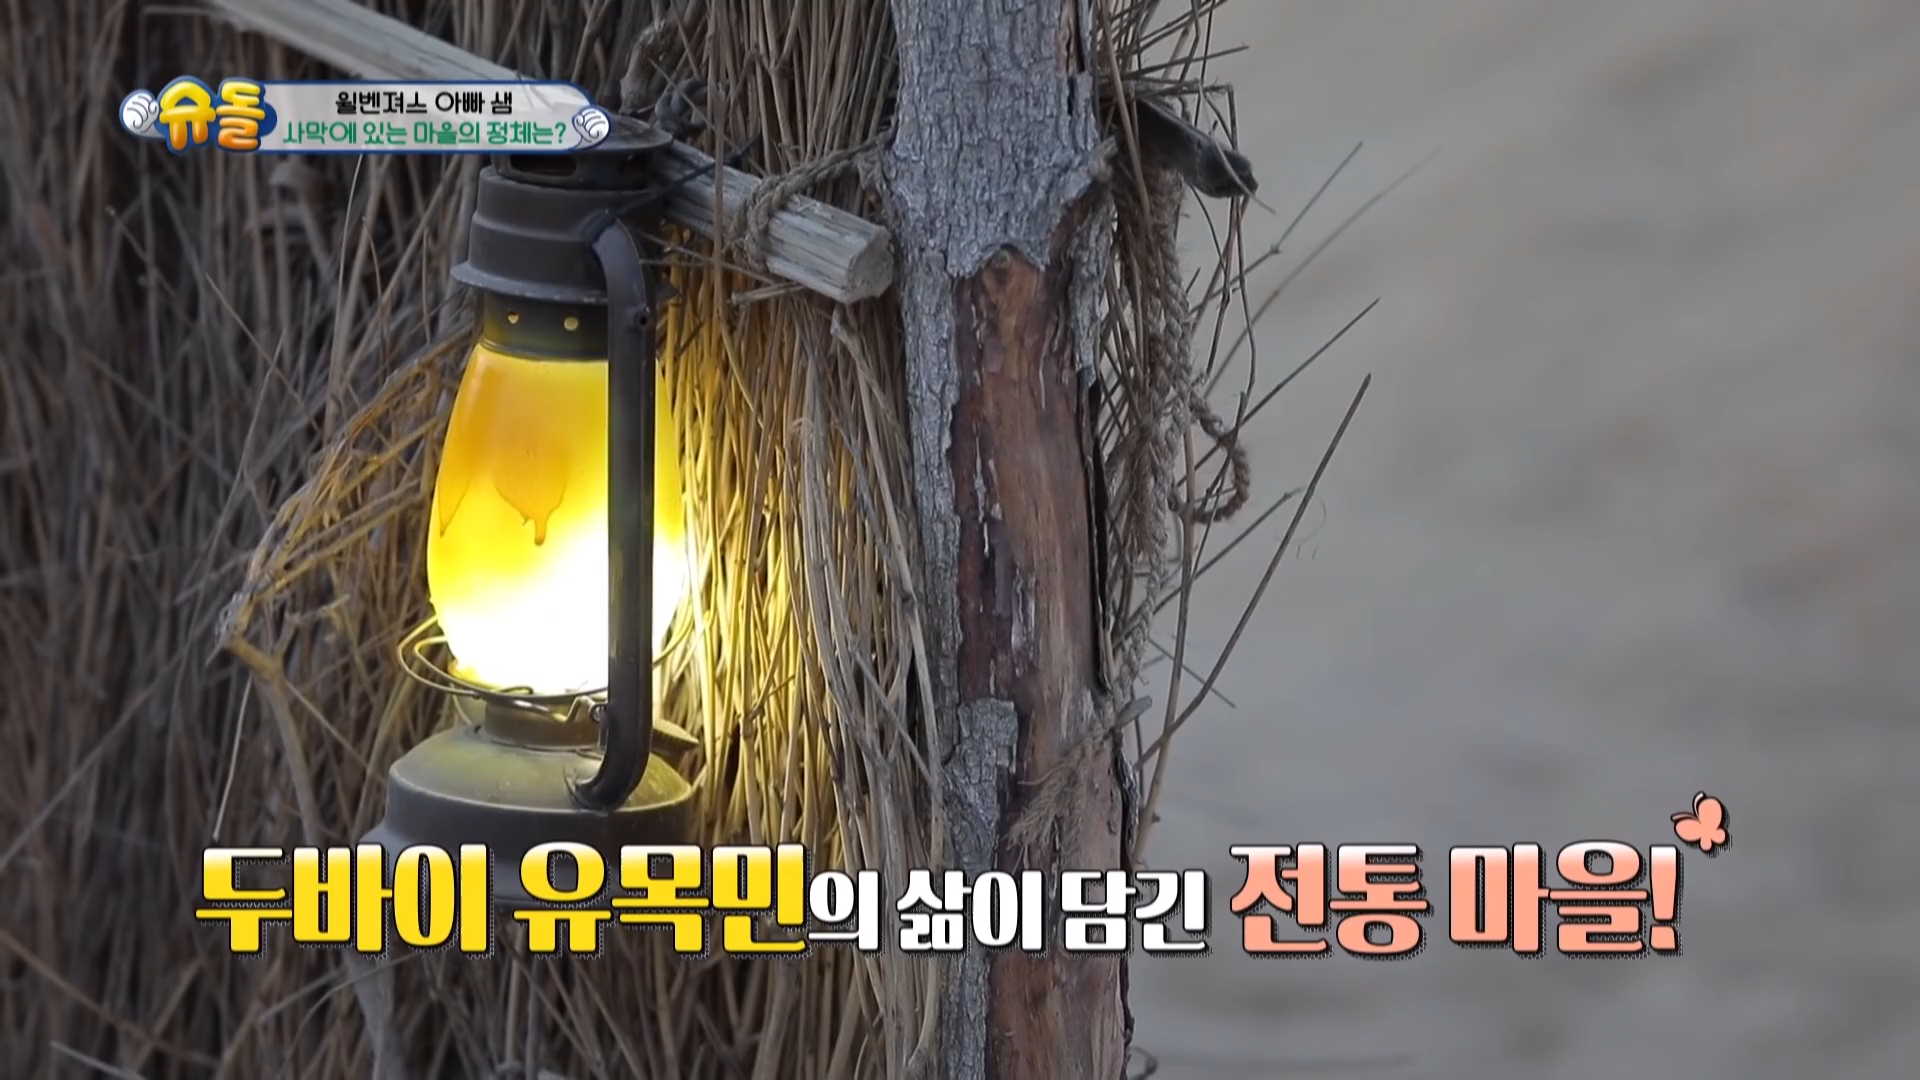 슈돌
윌벤져스 아빠 샘
사막에 있는 마을의 정체는?
두바이 유목민의 삶이 담긴 전통 마을!